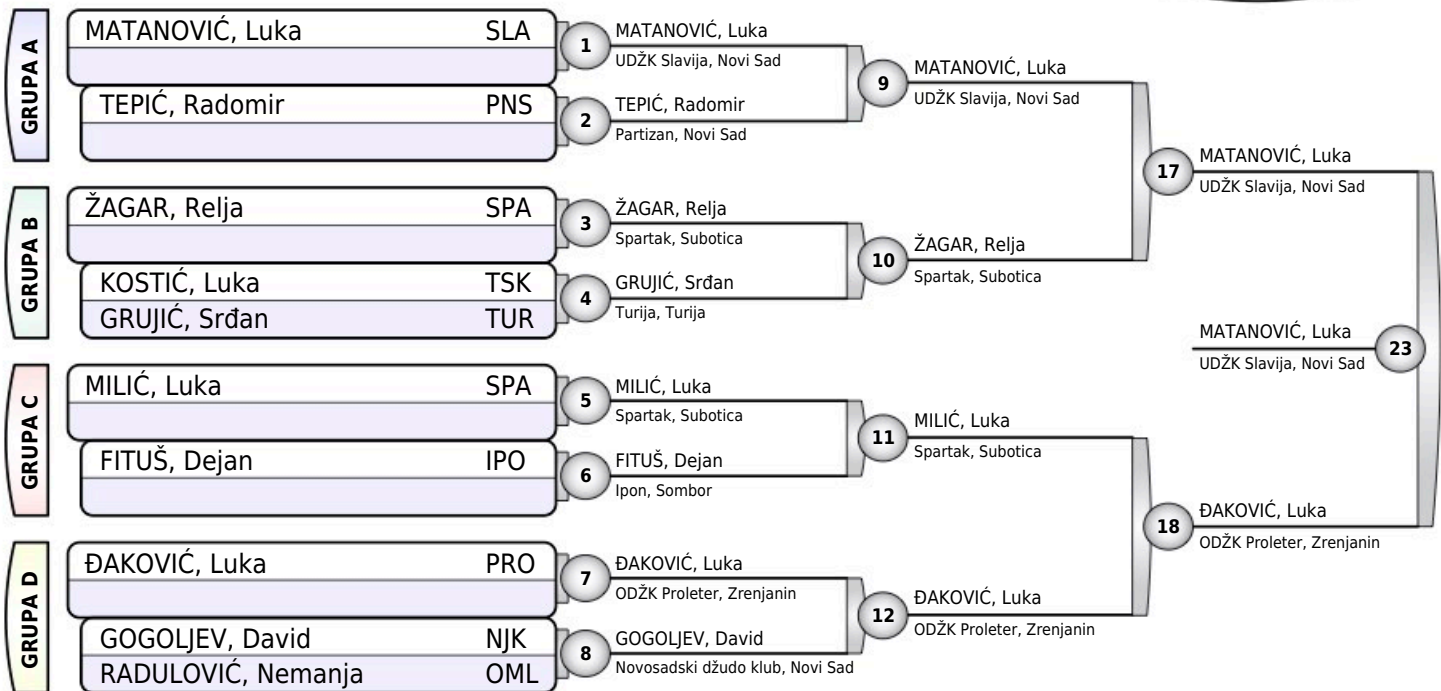 GRUPA A
MATANOVIĆ, Luka SLA
TEPIĆ, Radomir PNS
GRUPA B
ŽAGAR, Relja SPA
KOSTIĆ, Luka TSK
GRUJIĆ, Srđan TUR
GRUPA C
MILIĆ, Luka SPA
FITUŠ, Dejan IPO
GRUPA D
ĐAKOVIĆ, Luka PRO
GOGOLJEV, David NJK
RADULOVIĆ, Nemanja OML
1
MATANOVIĆ, Luka
UDŽK Slavija, Novi Sad
2
TEPIĆ, Radomir
Partizan, Novi Sad
3
ŽAGAR, Relja
Spartak, Subotica
4
GRUJIĆ, Srđan
Turija, Turija
5
MILIĆ, Luka
Spartak, Subotica
6
FITUŠ, Dejan
Ipon, Sombor
7
ĐAKOVIĆ, Luka
ODŽK Proleter, Zrenjanin
8
GOGOLJEV, David
Novosadski džudo klub, Novi Sad
9
MATANOVIĆ, Luka
UDŽK Slavija, Novi Sad
10
ŽAGAR, Relja
Spartak, Subotica
11
MILIĆ, Luka
Spartak, Subotica
12
ĐAKOVIĆ, Luka
ODŽK Proleter, Zrenjanin
17
MATANOVIĆ, Luka
UDŽK Slavija, Novi Sad
18
ĐAKOVIĆ, Luka
ODŽK Proleter, Zrenjanin
MATANOVIĆ, Luka
UDŽK Slavija, Novi Sad
23